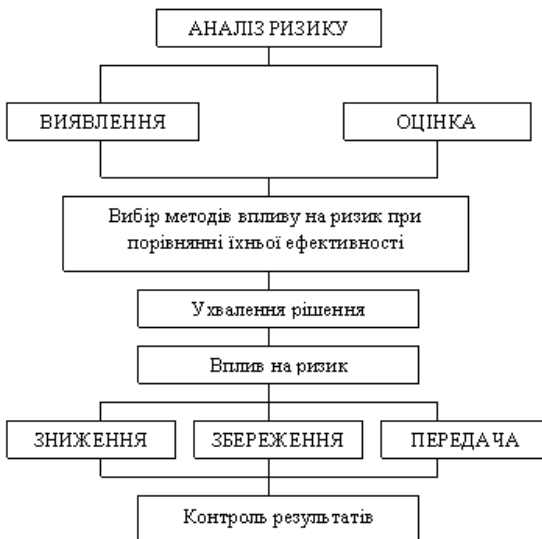 АНАЛІЗ РИЗИКУ
ВИЯВЛЕННЯ
ОЦІНКА
Вибір методів впливу на ризик при
порівнянні їхньої ефективності
Ухвалення рішення
Вплив на ризик
ЗНИЖЕННЯ
ЗБЕРЕЖЕННЯ
ПЕРЕДАЧА
Контроль результатів